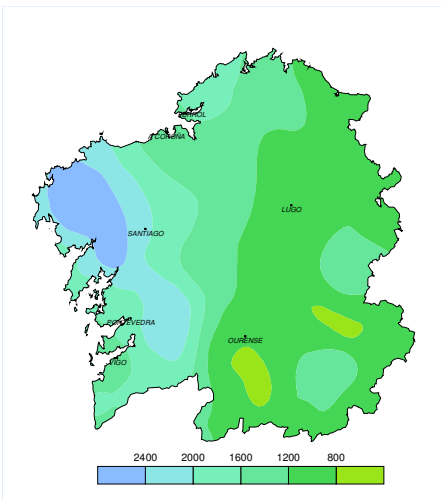 FERROL
A CORUÑA
LUGO
SANTIAGO
PONTEVEDRA
OURENSE
VIGO
2400 2000 1600 1200 800